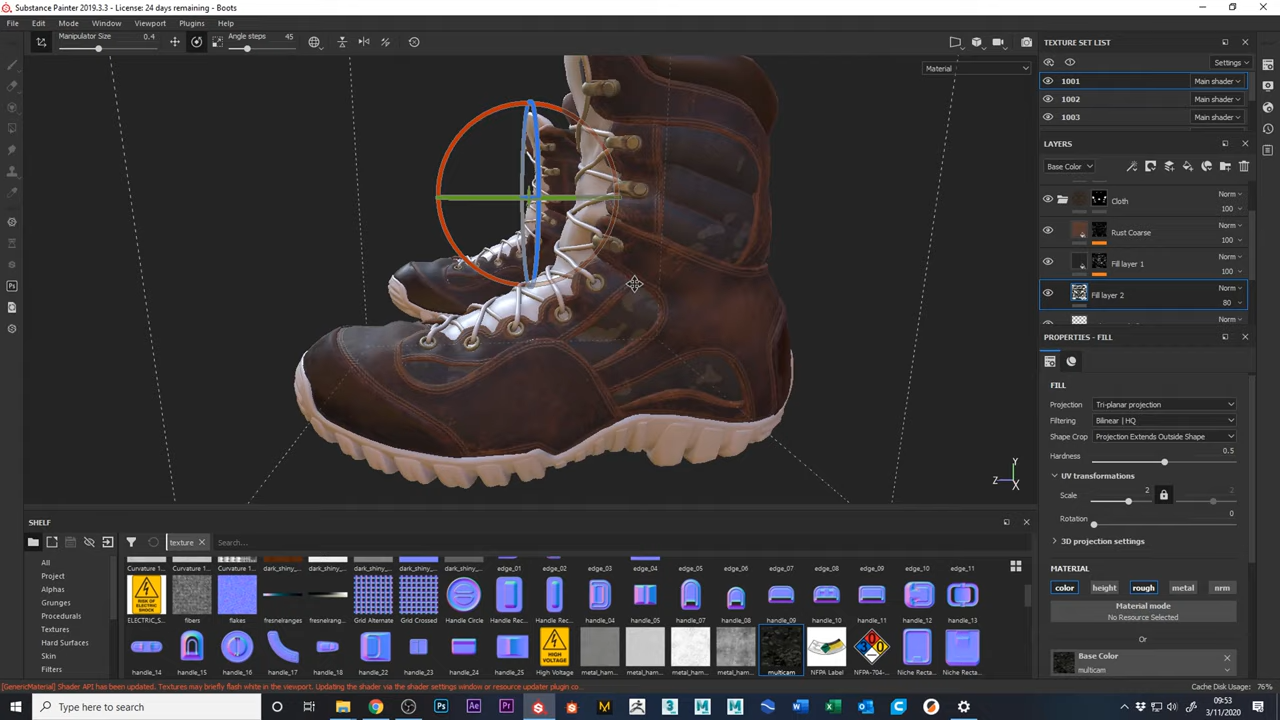 Substance Painter 2019.3.3 - License: 24 days remaining - Boots
File Edit Mode Window Viewport Plugins Help
Manipulator Size 0.4 Angle steps 45
Material
TEXTURE SET LIST
Settings
1001 Main shader
1002 Main shader
1003 Main shader
LAYERS
Base Color
Cloth Norm 100
Rust Coarse Norm 100
Fill layer 1 Norm 100
Fill layer 2 Norm 80
Norm
PROPERTIES - FILL
FILL
Projection Tri-planar projection
Filtering Bilinear | HQ
Shape Crop Projection Extends Outside Shape
Hardness 0.5
UV transformations
Scale 2 2
Rotation 0
3D projection settings
MATERIAL
color height rough metal nrm
Material mode
No Resource Selected
Or
Base Color
multicam
Y
Z
X
SHELF
texture Search...
All
Project
Alphas
Grunges
Procedurals
Textures
Hard Surfaces
Skin
Filters
Curvature 1... Curvature 1... dark_shiny_... dark_shiny_... dark_shiny_... dark_shiny_... edge_01 edge_02 edge_03 edge_04 edge_05 edge_06 edge_07 edge_08 edge_09 edge_10 edge_11
ELECTRIC_S... fibers flakes fresnelranges fresnelrang... Grid Alternate Grid Crossed Handle Circle Handle Rec... Handle Rec... handle_04 handle_05 handle_07 handle_08 handle_09 handle_10 handle_11 handle_12 handle_13
handle_14 handle_15 handle_16 handle_17 handle_18 handle_22 handle_23 handle_24 handle_25 High Voltage metal_ham... metal_ham... metal_ham... metal_ham... multicam NFPA Label NFPA-704-... Niche Recta... Niche Recta...
[GenericMaterial] Shader API has been updated. Textures may briefly flash white in the viewport. Updating the shader via the shader settings window or resource updater plugin co...
Cache Disk Usage: 76%
Type here to search
09:53
3/11/2020